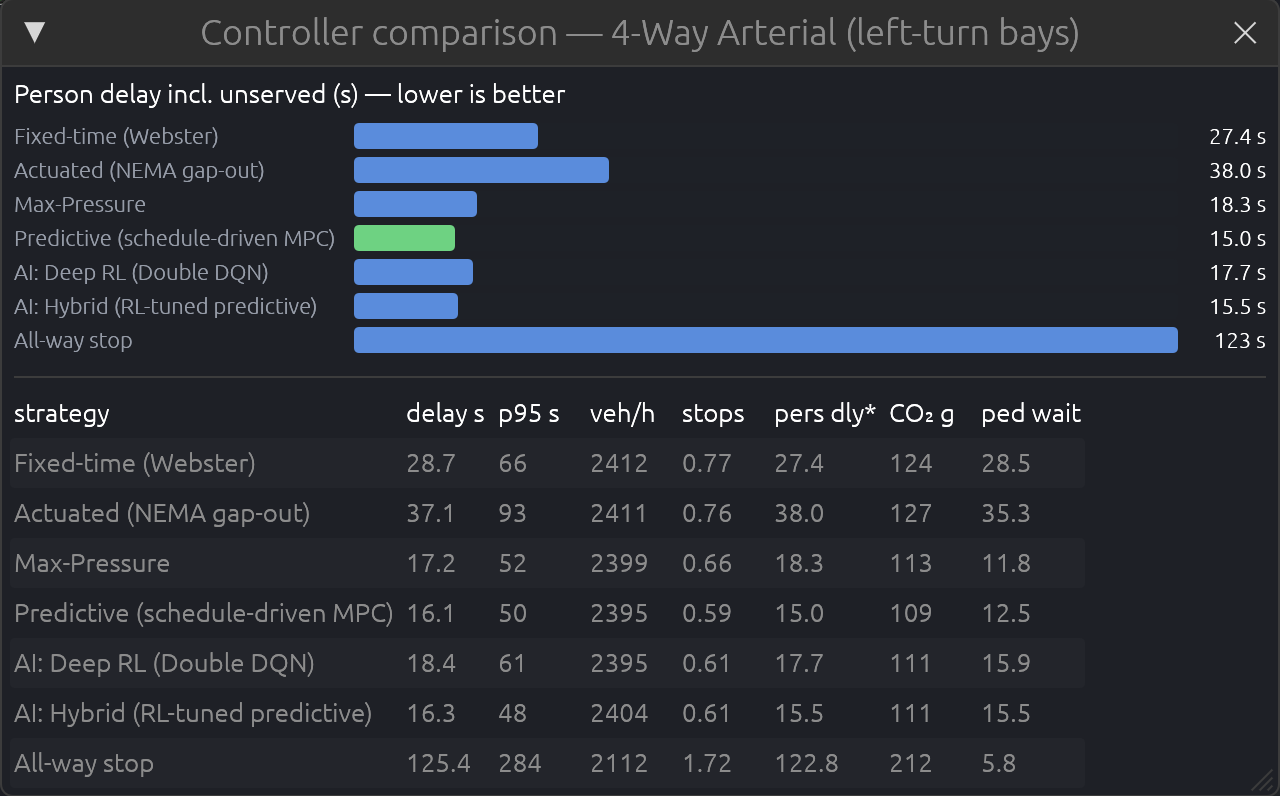 Controller comparison — 4-Way Arterial (left-turn bays)
Person delay incl. unserved (s) — lower is better
Fixed-time (Webster) 27.4 s
Actuated (NEMA gap-out) 38.0 s
Max-Pressure 18.3 s
Predictive (schedule-driven MPC) 15.0 s
AI: Deep RL (Double DQN) 17.7 s
AI: Hybrid (RL-tuned predictive) 15.5 s
All-way stop 123 s
strategy delay s p95 s veh/h stops pers dly* CO₂ g ped wait
Fixed-time (Webster) 28.7 66 2412 0.77 27.4 124 28.5
Actuated (NEMA gap-out) 37.1 93 2411 0.76 38.0 127 35.3
Max-Pressure 17.2 52 2399 0.66 18.3 113 11.8
Predictive (schedule-driven MPC) 16.1 50 2395 0.59 15.0 109 12.5
AI: Deep RL (Double DQN) 18.4 61 2395 0.61 17.7 111 15.9
AI: Hybrid (RL-tuned predictive) 16.3 48 2404 0.61 15.5 111 15.5
All-way stop 125.4 284 2112 1.72 122.8 212 5.8